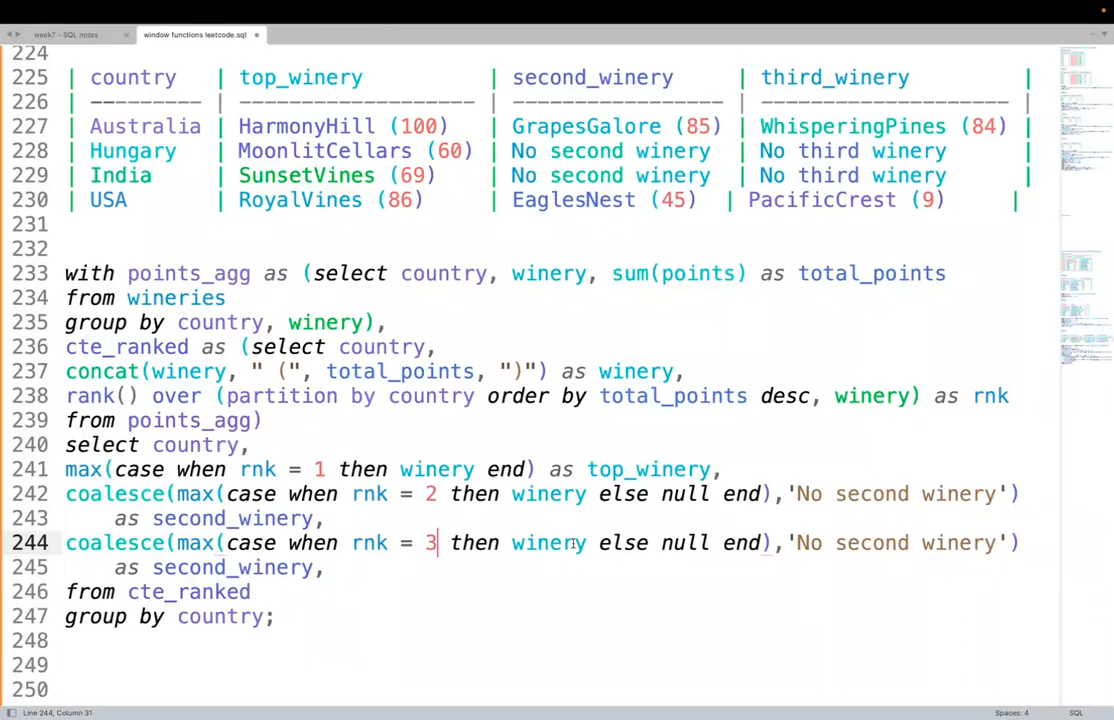 week7 - SQL notes × window functions leetcode.sql
224
225 | country | top_winery | second_winery | third_winery |
226 | --------- | ------------------- | ----------------- | -------------------- |
227 | Australia | HarmonyHill (100) | GrapesGalore (85) | WhisperingPines (84) |
228 | Hungary | MoonlitCellars (60) | No second winery | No third winery |
229 | India | SunsetVines (69) | No second winery | No third winery |
230 | USA | RoyalVines (86) | EaglesNest (45) | PacificCrest (9) |
231
232
233 with points_agg as (select country, winery, sum(points) as total_points
234 from wineries
235 group by country, winery),
236 cte_ranked as (select country,
237 concat(winery, " (", total_points, ")") as winery,
238 rank() over (partition by country order by total_points desc, winery) as rnk
239 from points_agg)
240 select country,
241 max(case when rnk = 1 then winery end) as top_winery,
242 coalesce(max(case when rnk = 2 then winery else null end),'No second winery')
243 as second_winery,
244 coalesce(max(case when rnk = 3 then winery else null end),'No second winery')
245 as second_winery,
246 from cte_ranked
247 group by country;
248
249
250
Line 244, Column 31 Spaces: 4 SQL